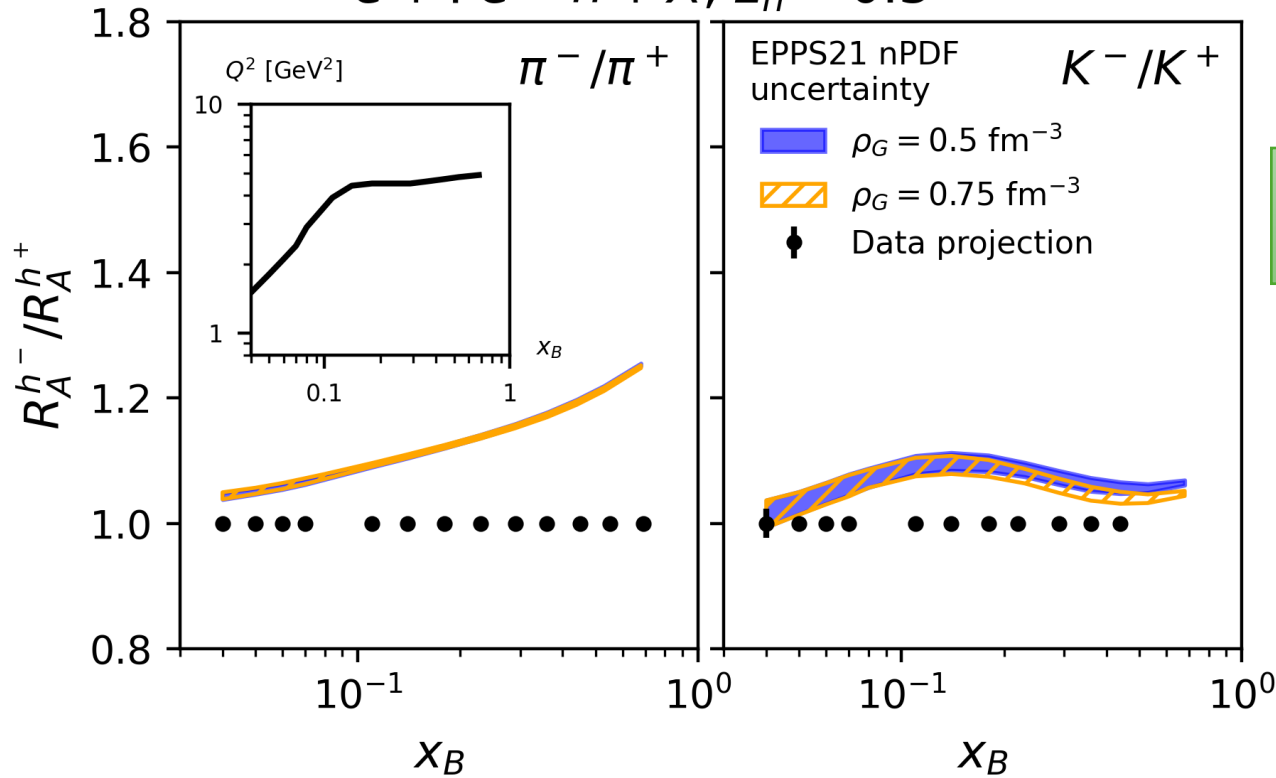 1.8
1.6
1.4
1.2
1.0
0.8
R_A^{h^-}/R_A^{h^+}
π⁻/π⁺
Q² [GeV²]
10
1
0.1
1
x_B
10⁻¹
10⁰
x_B
EPPS21 nPDF
uncertainty
K⁻/K⁺
ρ_G = 0.5 fm⁻³
ρ_G = 0.75 fm⁻³
Data projection
10⁻¹
10⁰
x_B